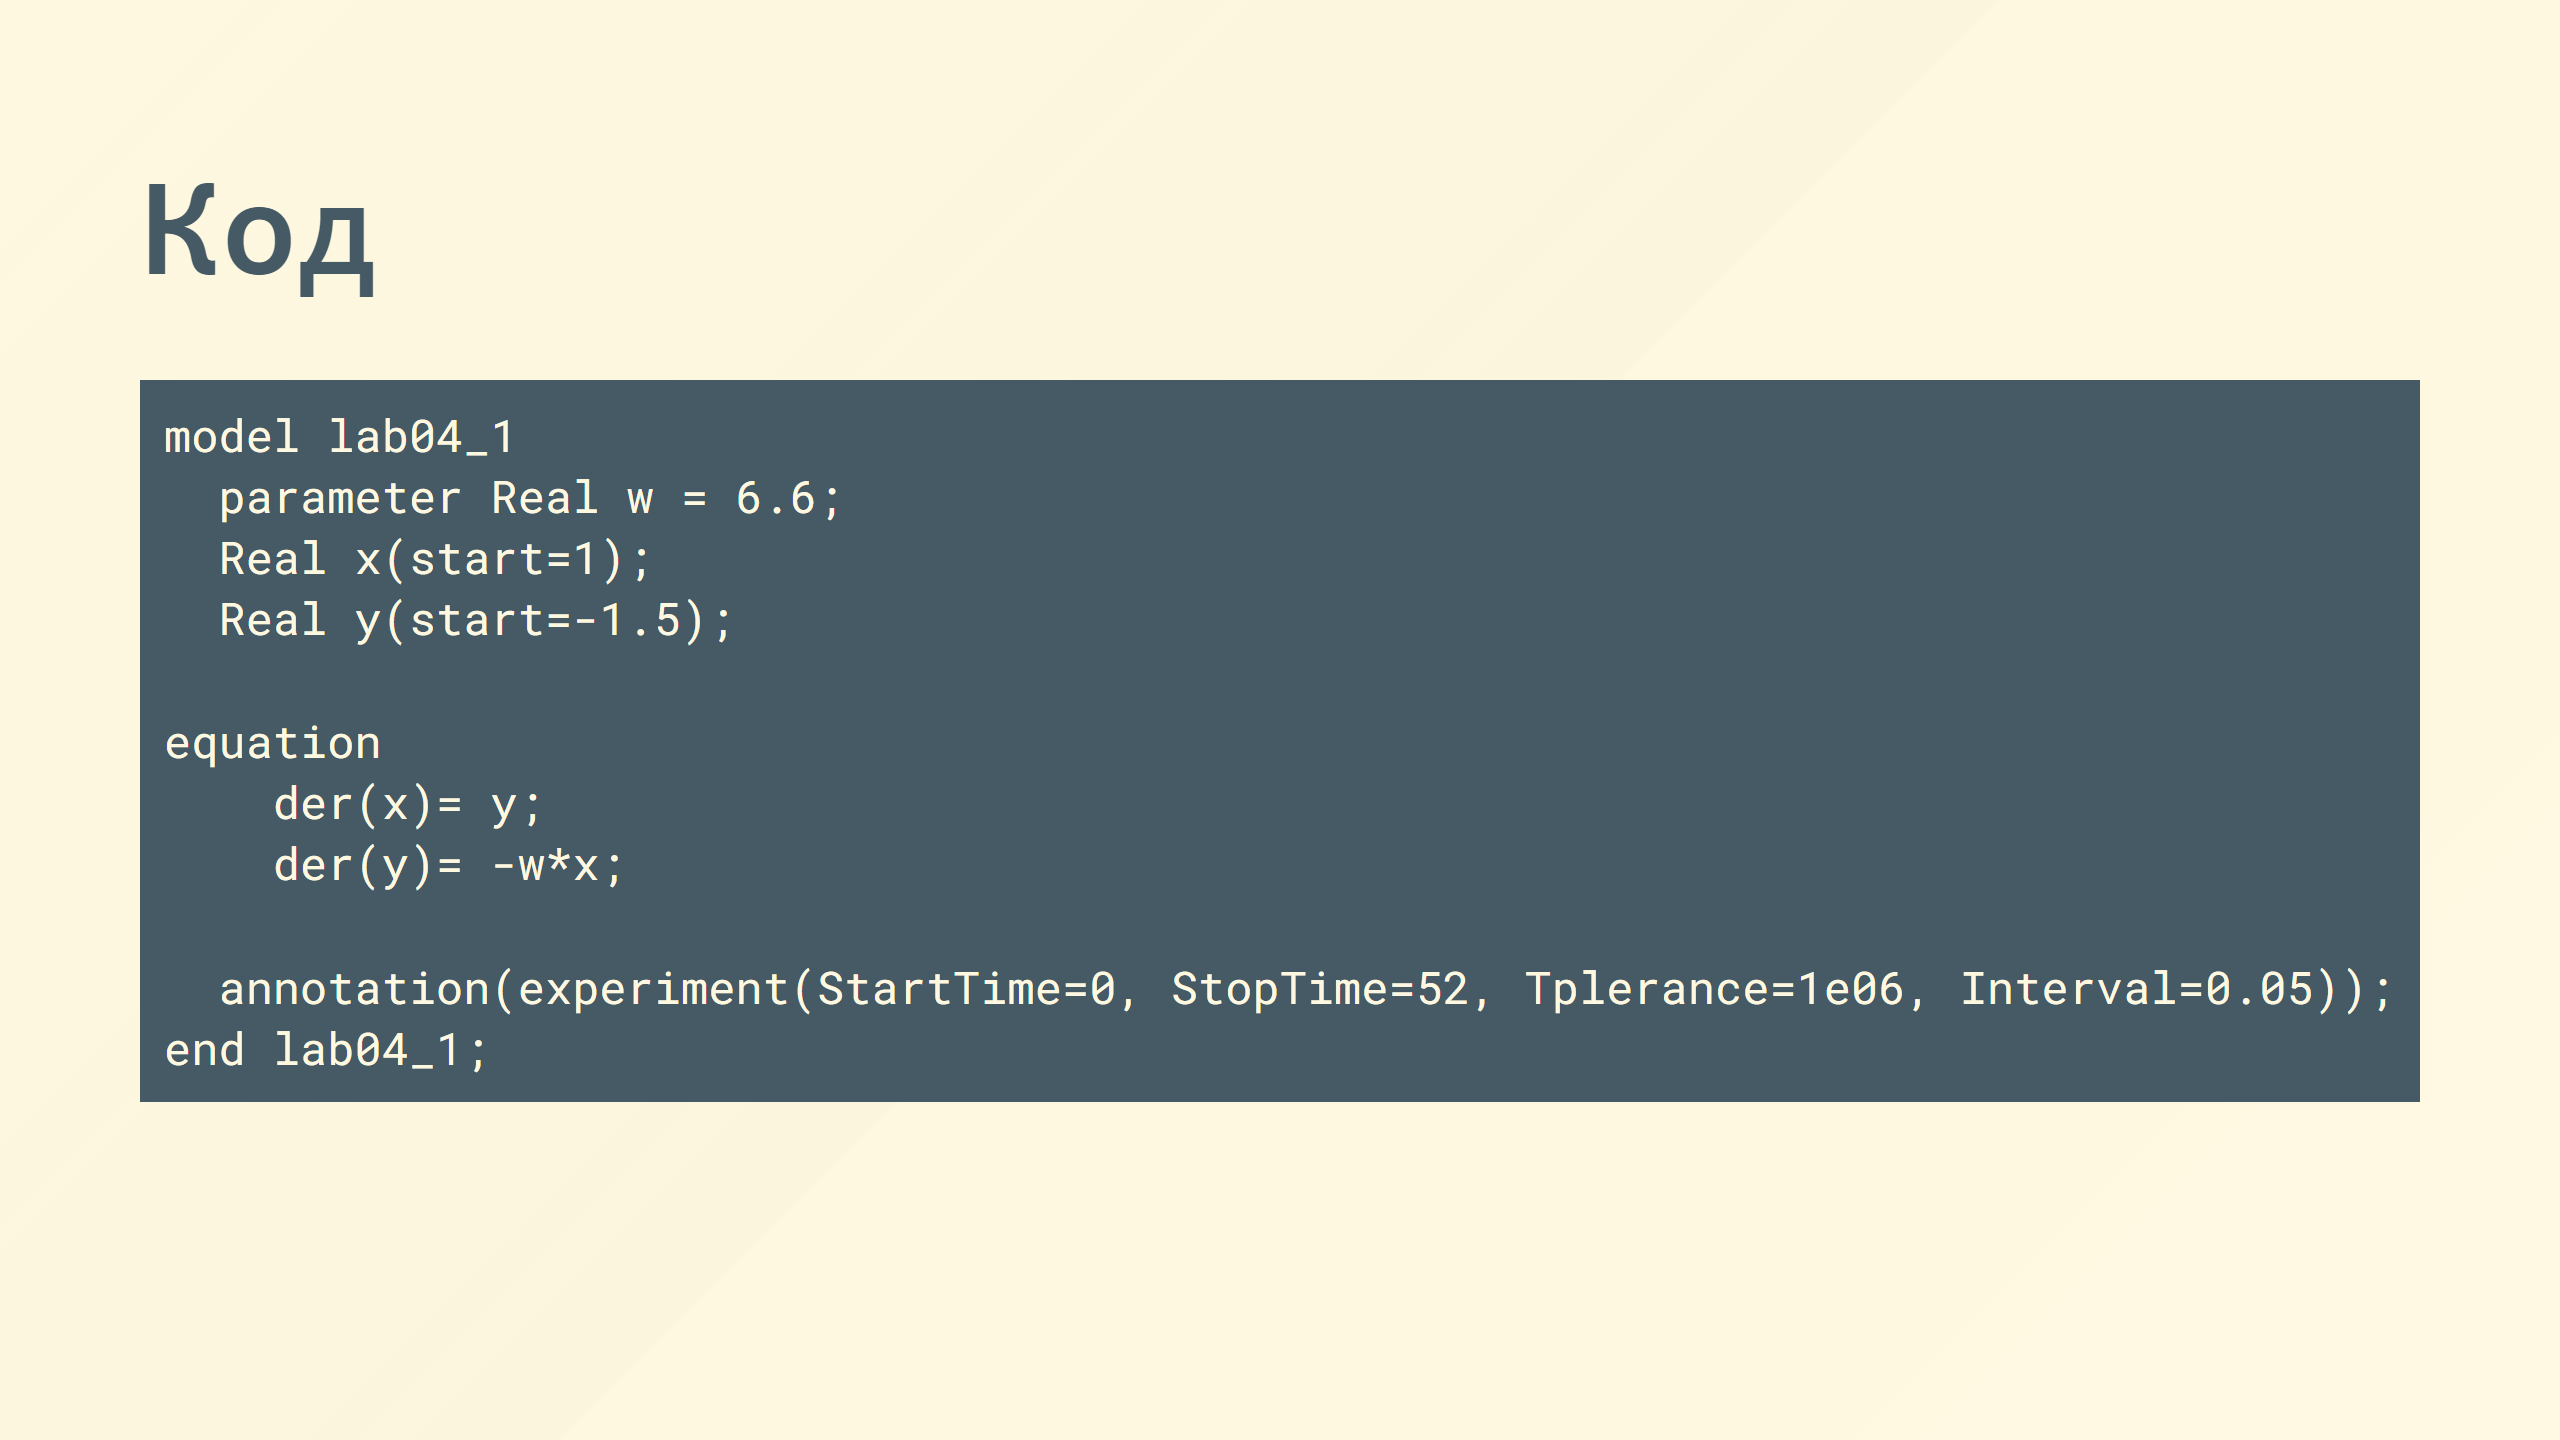 Код
model lab04_1
  parameter Real w = 6.6;
  Real x(start=1);
  Real y(start=-1.5);

equation
    der(x)= y;
    der(y)= -w*x;

  annotation(experiment(StartTime=0, StopTime=52, Tplerance=1e06, Interval=0.05));
end lab04_1;